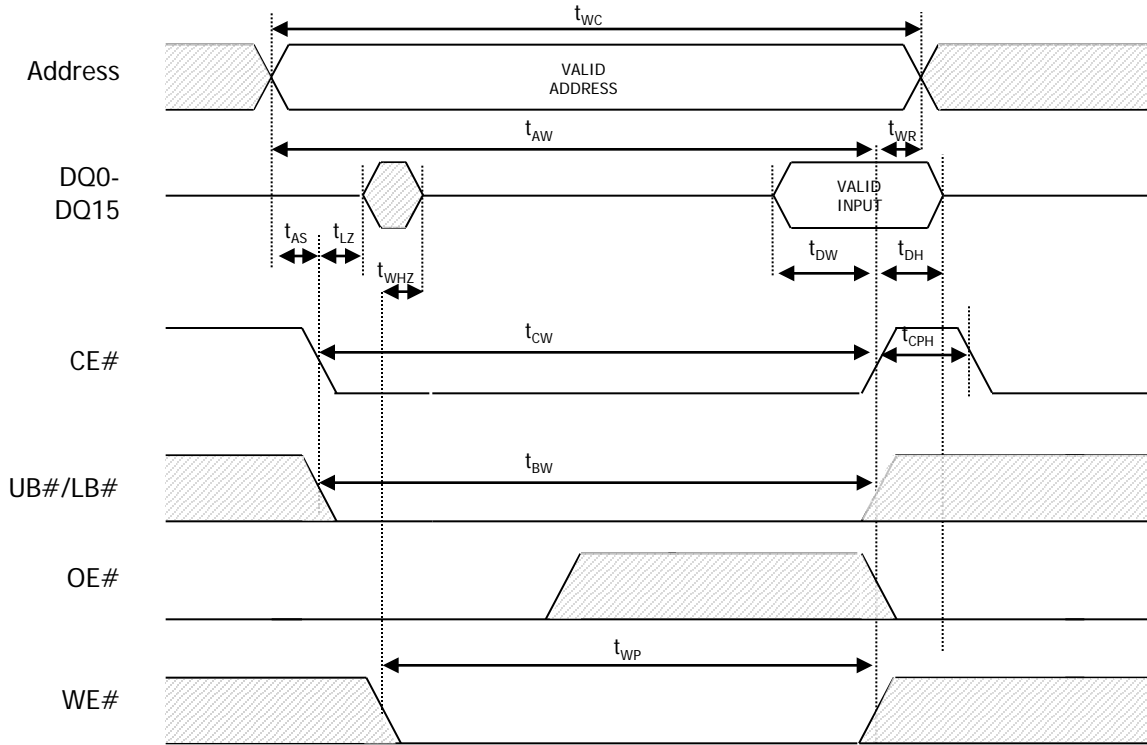 tWC
Address
VALID
ADDRESS
tAW
tWR
DQ0-
DQ15
VALID
INPUT
tAS
tLZ
tWHZ
tDW
tDH
CE#
tCW
tCPH
UB#/LB#
tBW
OE#
tWP
WE#